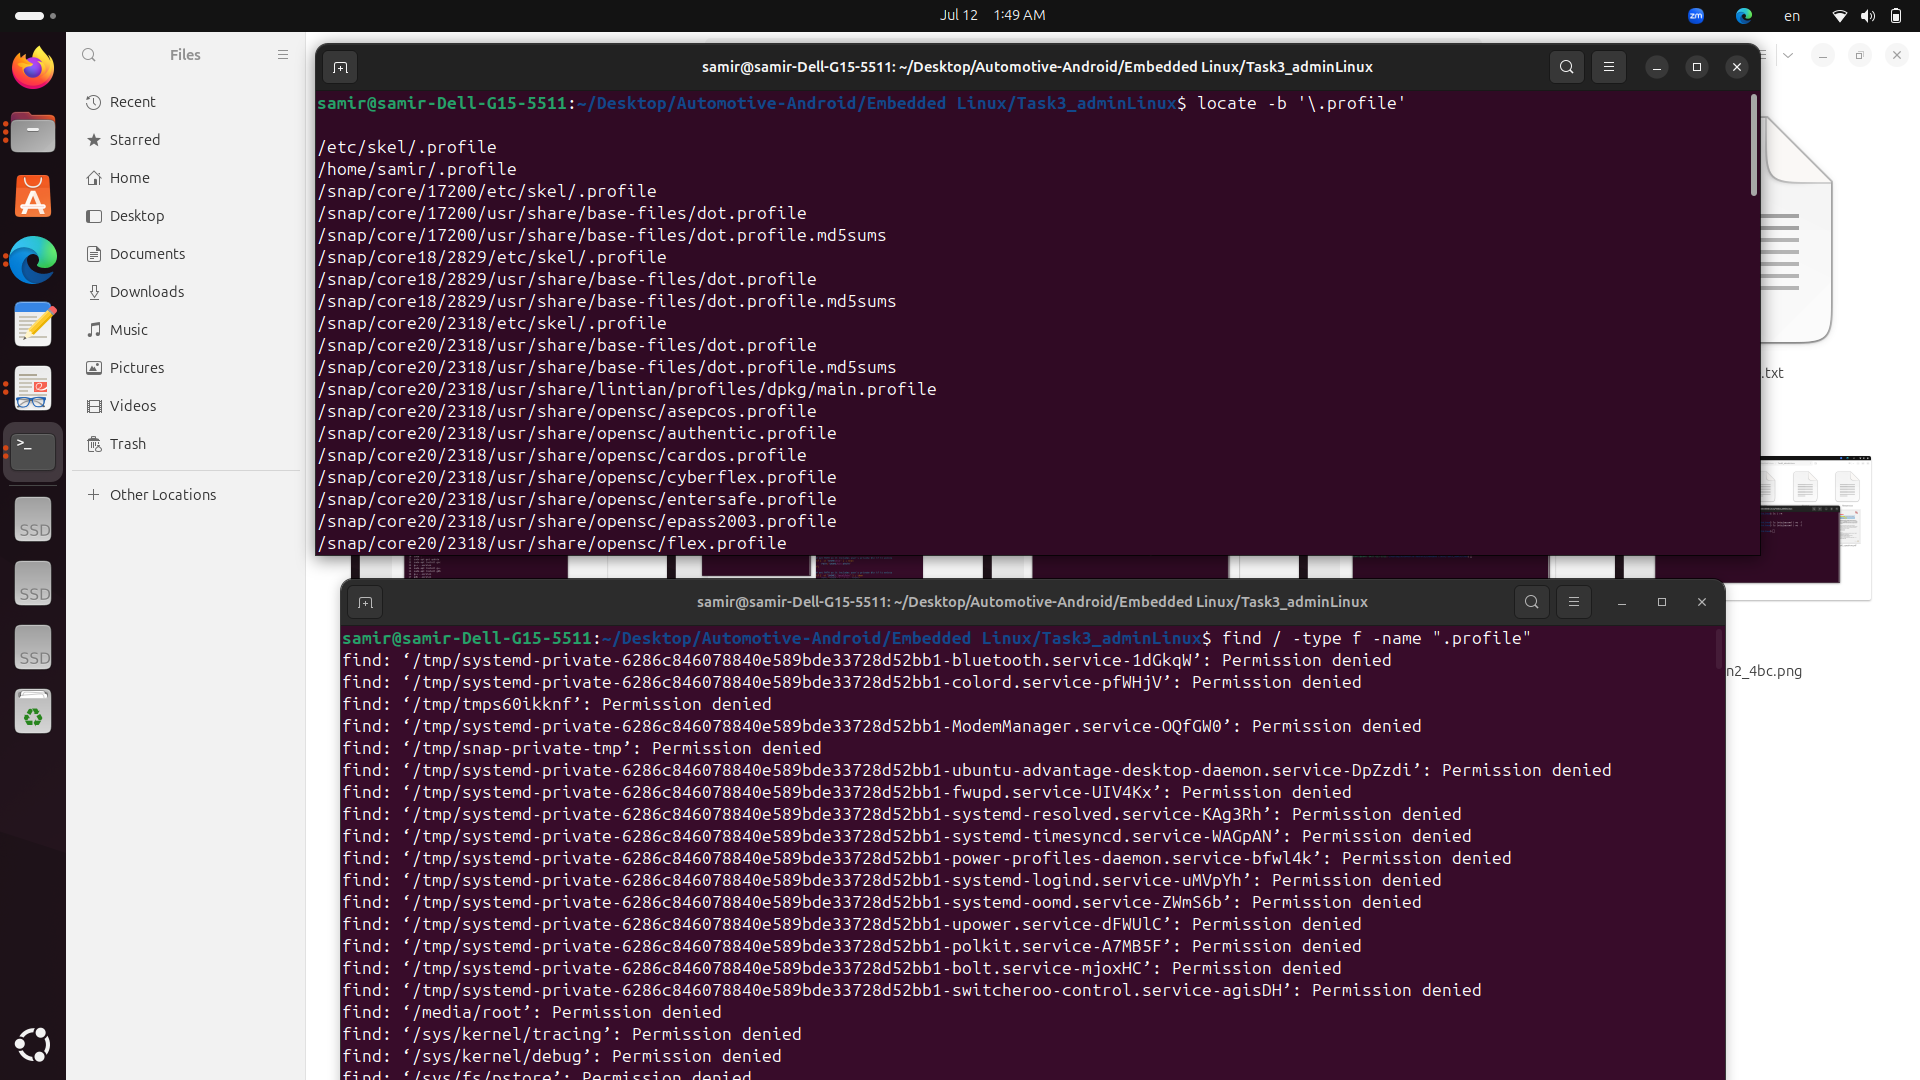 Jul 12 1:49 AM
zm
en
Files
Recent
Starred
Home
Desktop
Documents
Downloads
Music
Pictures
Videos
Trash
Other Locations
SSD
SSD
SSD
samir@samir-Dell-G15-5511: ~/Desktop/Automotive-Android/Embedded Linux/Task3_adminLinux
samir@samir-Dell-G15-5511:~/Desktop/Automotive-Android/Embedded Linux/Task3_adminLinux$ locate -b '\.profile'
/etc/skel/.profile
/home/samir/.profile
/snap/core/17200/etc/skel/.profile
/snap/core/17200/usr/share/base-files/dot.profile
/snap/core/17200/usr/share/base-files/dot.profile.md5sums
/snap/core18/2829/etc/skel/.profile
/snap/core18/2829/usr/share/base-files/dot.profile
/snap/core18/2829/usr/share/base-files/dot.profile.md5sums
/snap/core20/2318/etc/skel/.profile
/snap/core20/2318/usr/share/base-files/dot.profile
/snap/core20/2318/usr/share/base-files/dot.profile.md5sums
/snap/core20/2318/usr/share/lintian/profiles/dpkg/main.profile
/snap/core20/2318/usr/share/opensc/asepcos.profile
/snap/core20/2318/usr/share/opensc/authentic.profile
/snap/core20/2318/usr/share/opensc/cardos.profile
/snap/core20/2318/usr/share/opensc/cyberflex.profile
/snap/core20/2318/usr/share/opensc/entersafe.profile
/snap/core20/2318/usr/share/opensc/epass2003.profile
/snap/core20/2318/usr/share/opensc/flex.profile
.txt
n2_4bc.png
samir@samir-Dell-G15-5511: ~/Desktop/Automotive-Android/Embedded Linux/Task3_adminLinux
samir@samir-Dell-G15-5511:~/Desktop/Automotive-Android/Embedded Linux/Task3_adminLinux$ find / -type f -name ".profile"
find: ‘/tmp/systemd-private-6286c846078840e589bde33728d52bb1-bluetooth.service-1dGkqW’: Permission denied
find: ‘/tmp/systemd-private-6286c846078840e589bde33728d52bb1-colord.service-pfWHjV’: Permission denied
find: ‘/tmp/tmps60ikknf’: Permission denied
find: ‘/tmp/systemd-private-6286c846078840e589bde33728d52bb1-ModemManager.service-OQfGW0’: Permission denied
find: ‘/tmp/snap-private-tmp’: Permission denied
find: ‘/tmp/systemd-private-6286c846078840e589bde33728d52bb1-ubuntu-advantage-desktop-daemon.service-DpZzdi’: Permission denied
find: ‘/tmp/systemd-private-6286c846078840e589bde33728d52bb1-fwupd.service-UIV4Kx’: Permission denied
find: ‘/tmp/systemd-private-6286c846078840e589bde33728d52bb1-systemd-resolved.service-KAg3Rh’: Permission denied
find: ‘/tmp/systemd-private-6286c846078840e589bde33728d52bb1-systemd-timesyncd.service-WAGpAN’: Permission denied
find: ‘/tmp/systemd-private-6286c846078840e589bde33728d52bb1-power-profiles-daemon.service-bfwl4k’: Permission denied
find: ‘/tmp/systemd-private-6286c846078840e589bde33728d52bb1-systemd-logind.service-uMVpYh’: Permission denied
find: ‘/tmp/systemd-private-6286c846078840e589bde33728d52bb1-systemd-oomd.service-ZWmS6b’: Permission denied
find: ‘/tmp/systemd-private-6286c846078840e589bde33728d52bb1-upower.service-dFWUlC’: Permission denied
find: ‘/tmp/systemd-private-6286c846078840e589bde33728d52bb1-polkit.service-A7MB5F’: Permission denied
find: ‘/tmp/systemd-private-6286c846078840e589bde33728d52bb1-bolt.service-mjoxHC’: Permission denied
find: ‘/tmp/systemd-private-6286c846078840e589bde33728d52bb1-switcheroo-control.service-agisDH’: Permission denied
find: ‘/media/root’: Permission denied
find: ‘/sys/kernel/tracing’: Permission denied
find: ‘/sys/kernel/debug’: Permission denied
find: ‘/sys/fs/pstore’: Permission denied